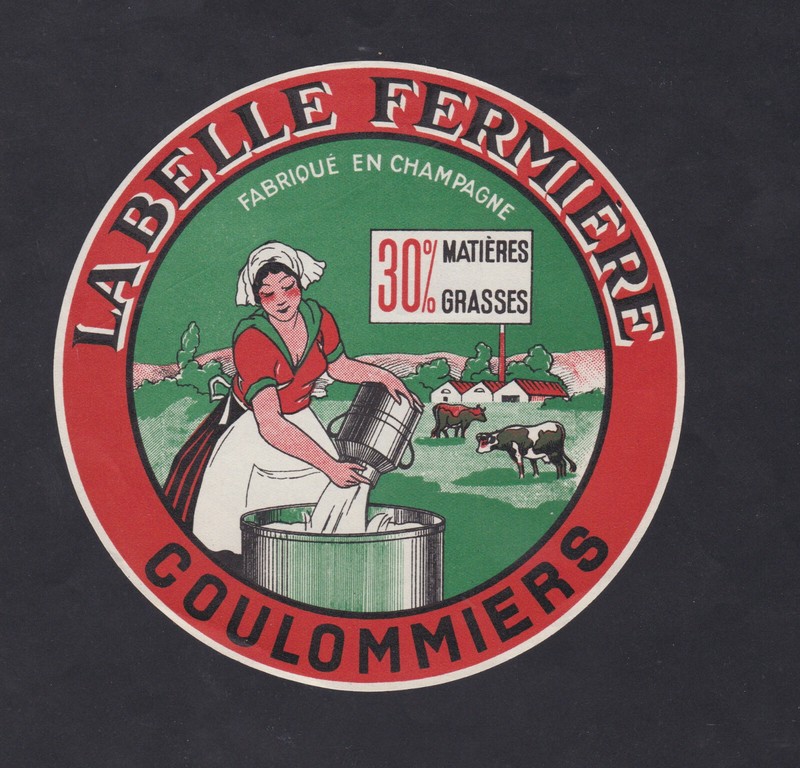 LA BELLE FERMIÈRE
FABRIQUÉ EN CHAMPAGNE
30% MATIÈRES
GRASSES
COULOMMIERS